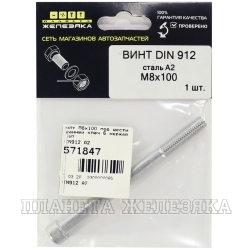 100% ГАРАНТИЯ КАЧЕСТВА
ПРОВЕРЕНО
ЖЕЛЕЗЯКА
СЕТЬ МАГАЗИНОВ АВТОЗАПЧАСТЕЙ
ВИНТ DIN 912
сталь А2
М8х100
1 шт.
М8х100
571847
ПЛАНЕТА ЖЕЛЕЗЯКА